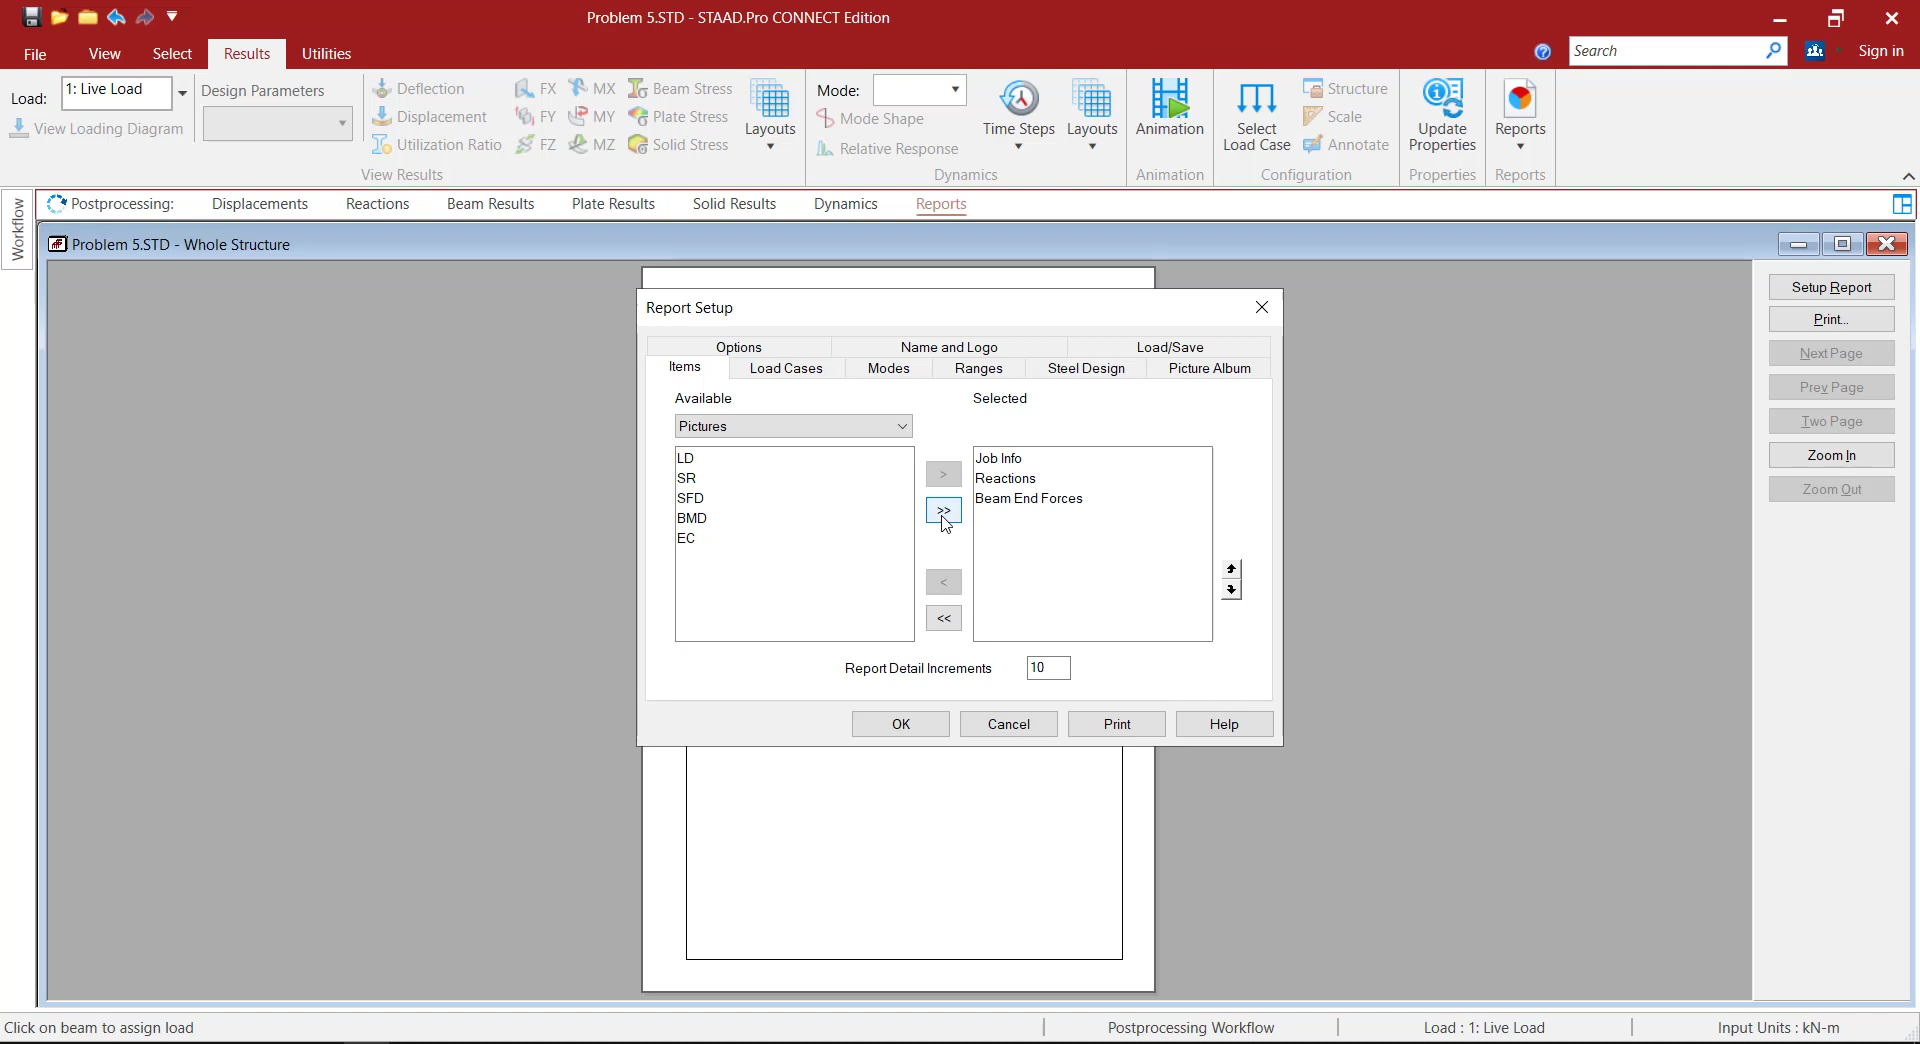 Problem 5.STD - STAAD.Pro CONNECT Edition
File View Select Results Utilities Search Sign in
Load: 1: Live Load
View Loading Diagram
Design Parameters
Deflection FX MX Beam Stress
Displacement FY MY Plate Stress
Utilization Ratio FZ MZ Solid Stress
Layouts
View Results
Mode:
Mode Shape
Relative Response
Time Steps
Layouts
Dynamics
Animation
Animation
Select
Load Case
Structure
Scale
Annotate
Configuration
Update
Properties
Properties
Reports
Reports
Workflow
Postprocessing: Displacements Reactions Beam Results Plate Results Solid Results Dynamics Reports
Problem 5.STD - Whole Structure
Report Setup
Options Name and Logo Load/Save
Items Load Cases Modes Ranges Steel Design Picture Album
Available
Selected
Pictures
LD
SR
SFD
BMD
EC
>
>>
<
<<
Job Info
Reactions
Beam End Forces
Report Detail Increments 10
OK Cancel Print Help
Setup Report
Print...
Next Page
Prev Page
Two Page
Zoom In
Zoom Out
Click on beam to assign load
Postprocessing Workflow
Load : 1: Live Load
Input Units : kN-m